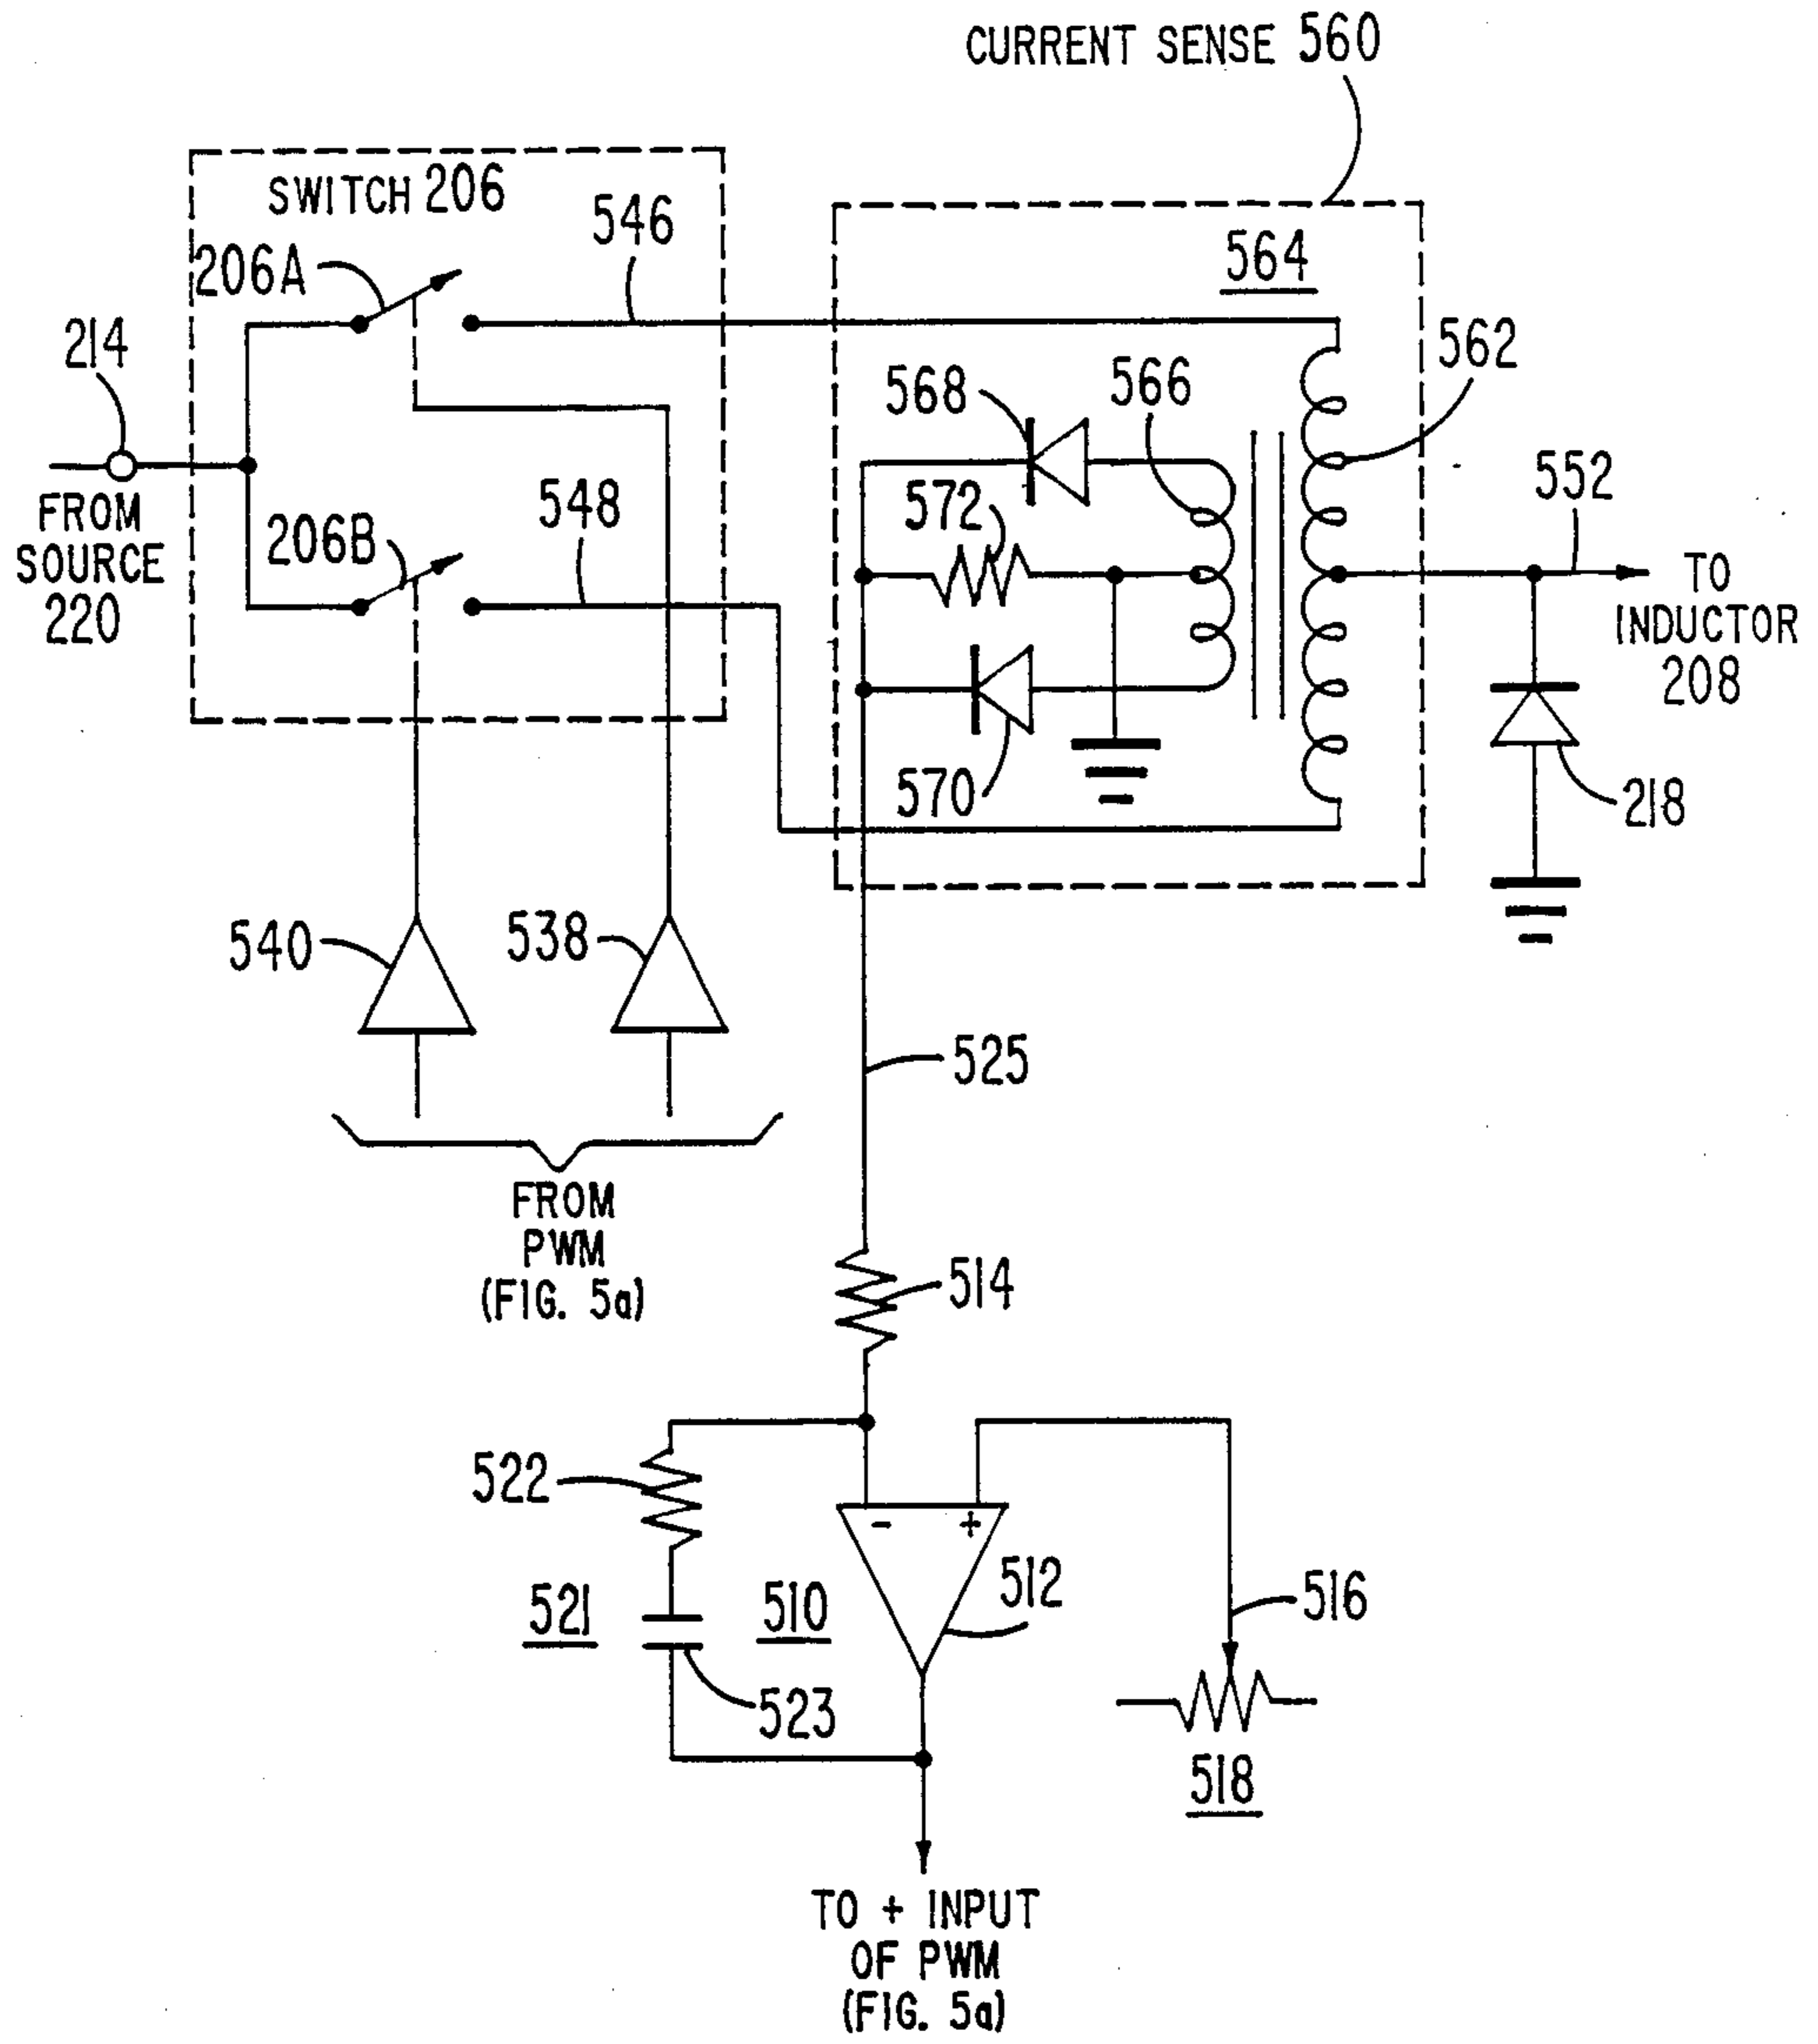 CURRENT SENSE 560
SWITCH 206
546
206A
564
214
562
568
566
552
572
548
FROM
SOURCE
220
206B
TO
INDUCTOR
208
570
218
540
538
525
FROM
PWM
(FIG. 5a)
514
522
- +
512
521
510
516
523
518
TO + INPUT
OF PWM
(FIG. 5a)